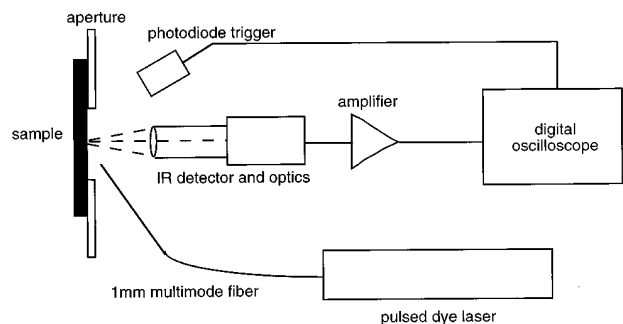 aperture
photodiode trigger
amplifier
sample
digital
oscilloscope
IR detector and optics
1mm multimode fiber
pulsed dye laser